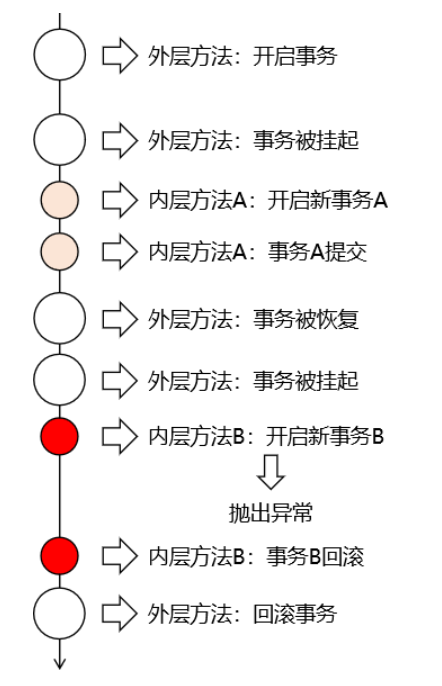 外层方法：开启事务
外层方法：事务被挂起
内层方法A：开启新事务A
内层方法A：事务A提交
外层方法：事务被恢复
外层方法：事务被挂起
内层方法B：开启新事务B
抛出异常
内层方法B：事务B回滚
外层方法：回滚事务